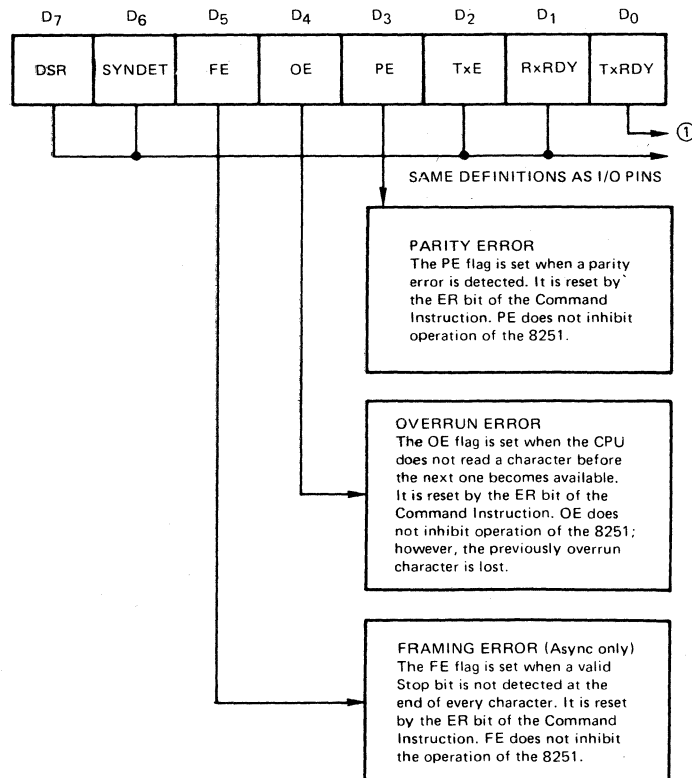 D7 D6 D5 D4 D3 D2 D1 D0
DSR SYNDET FE OE PE TxE RxRDY TxRDY
①
SAME DEFINITIONS AS I/O PINS
PARITY ERROR
The PE flag is set when a parity
error is detected. It is reset by
the ER bit of the Command
Instruction. PE does not inhibit
operation of the 8251.
OVERRUN ERROR
The OE flag is set when the CPU
does not read a character before
the next one becomes available.
It is reset by the ER bit of the
Command Instruction. OE does
not inhibit operation of the 8251;
however, the previously overrun
character is lost.
FRAMING ERROR (Async only)
The FE flag is set when a valid
Stop bit is not detected at the
end of every character. It is reset
by the ER bit of the Command
Instruction. FE does not inhibit
the operation of the 8251.